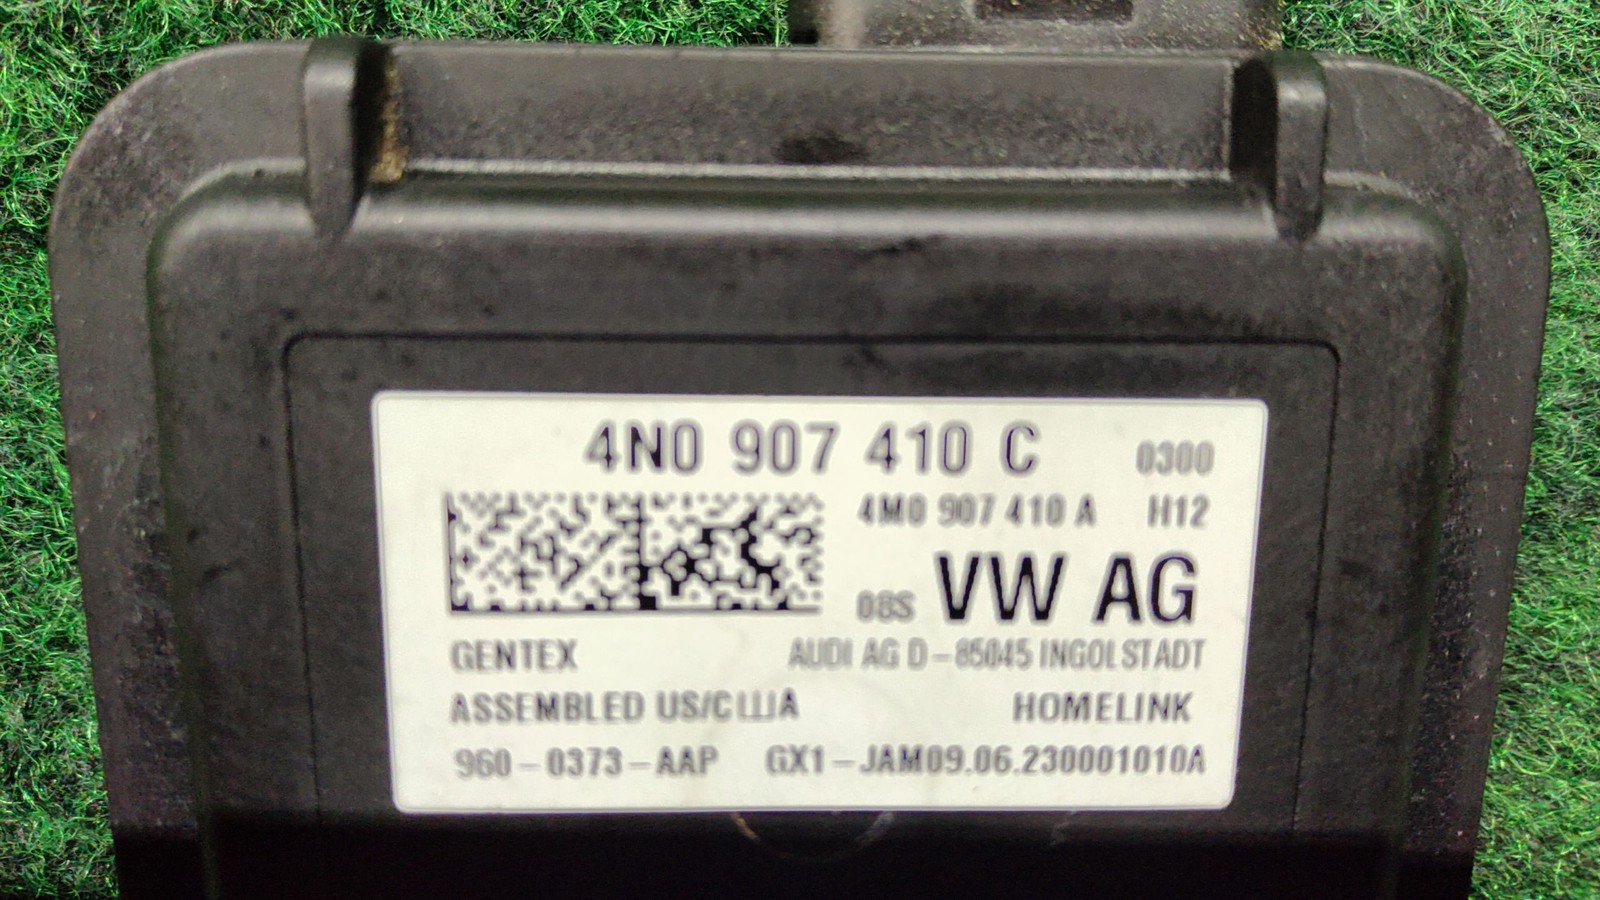 4N0 907 410 C 0300
4M0 907 410 A H12
08S VW AG
GENTEX AUDI AG D-85045 INGOLSTADT
ASSEMBLED US/США HOMELINK
960-0373-AAP GX1-JAM09.06.230001010A